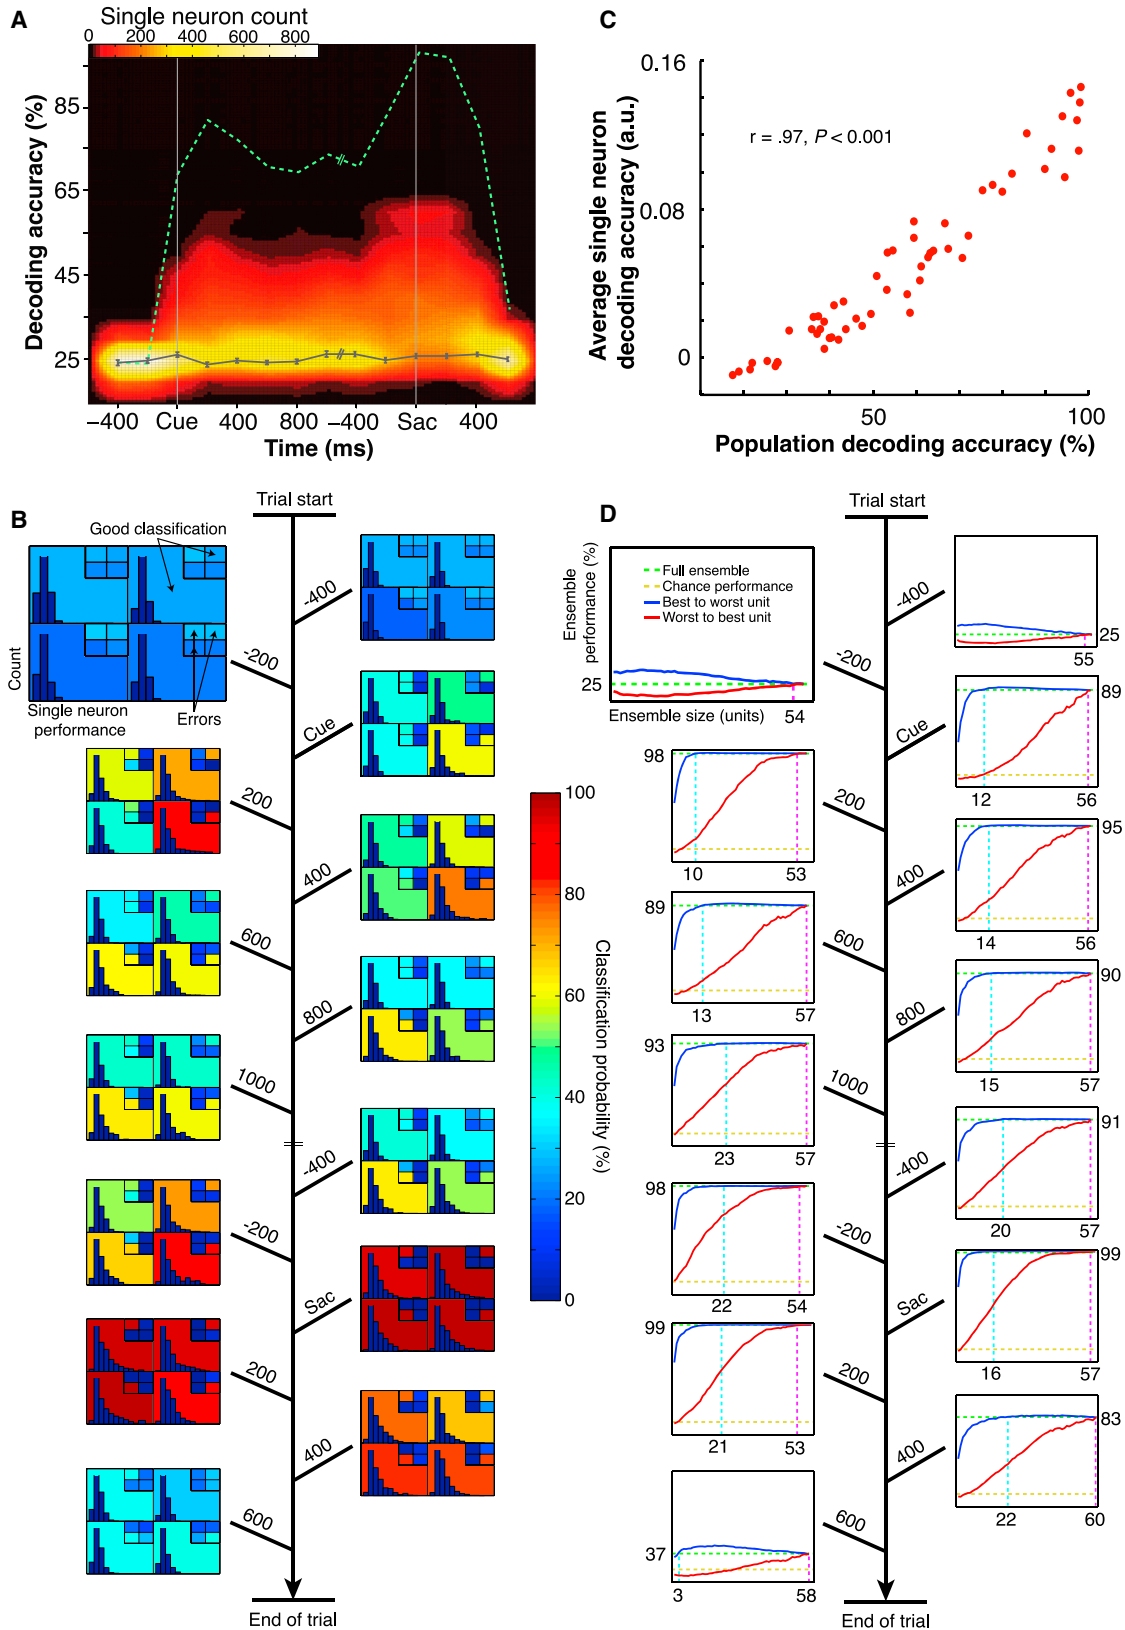 A
Single neuron count
0 200 400 600 800
Decoding accuracy (%)
85
65
45
25
−400 Cue 400 800 −400 Sac 400
Time (ms)
C
Average single neuron
decoding accuracy (a.u.)
0.16
0.08
0
r = .97, P < 0.001
50 100
Population decoding accuracy (%)
B
Trial start
Good classification
Count
Single neuron
performance
Errors
-400
-200
Cue
200
400
600
800
1000
-400
-200
Sac
200
400
600
End of trial
100
80
60
40
20
0
Classification probability (%)
D
Trial start
Ensemble
performance (%)
Full ensemble
Chance performance
Best to worst unit
Worst to best unit
25
Ensemble size (units) 54
-400
25
55
-200
Cue
89
12 56
98
10 53
200
400
95
14 56
89
13 57
600
800
90
15 57
93
23 57
1000
-400
91
20 57
98
22 54
-200
Sac
99
16 57
99
21 53
200
400
83
22 60
37
3 58
600
End of trial